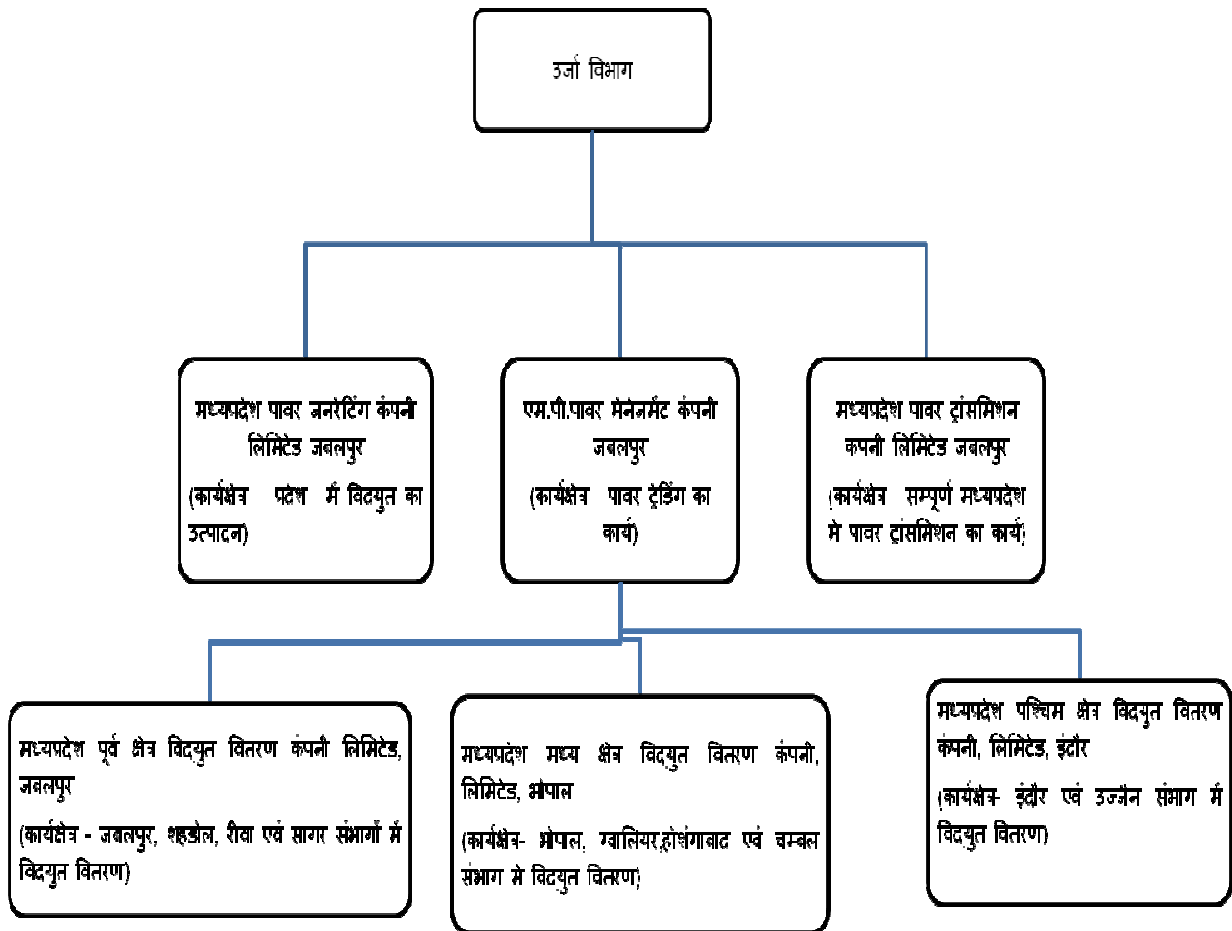 उर्जा विभाग
मध्यप्रदेश पावर जनरेटिंग कंपनी
लिमिटेड जबलपुर
(कार्यक्षेत्र प्रदेश में विद्युत का
उत्पादन)
एम.पी.पावर मेनेजमेंट कंपनी
जबलपुर
(कार्यक्षेत्र पावर ट्रेडिंग का
कार्य)
मध्यप्रदेश पावर ट्रांसमिशन
कंपनी लिमिटेड जबलपुर
(कार्यक्षेत्र सम्पूर्ण मध्यप्रदेश
मे पावर ट्रांसमिशन का कार्य)
मध्यप्रदेश पूर्व क्षेत्र विद्युत वितरण कंपनी लिमिटेड,
जबलपुर
(कार्यक्षेत्र - जबलपुर, शहडोल, रीवा एवं सागर संभागों में
विद्युत वितरण)
मध्यप्रदेश मध्य क्षेत्र विद्युत वितरण कंपनी,
लिमिटेड, भोपाल
(कार्यक्षेत्र- भोपाल, ग्वालियर,होशंगाबाद एवं चम्बल
संभाग मे विद्युत वितरण)
मध्यप्रदेश पश्चिम क्षेत्र विद्युत वितरण
कंपनी, लिमिटेड, इंदौर
(कार्यक्षेत्र- इंदौर एवं उज्जैन संभाग में
विद्युत वितरण)